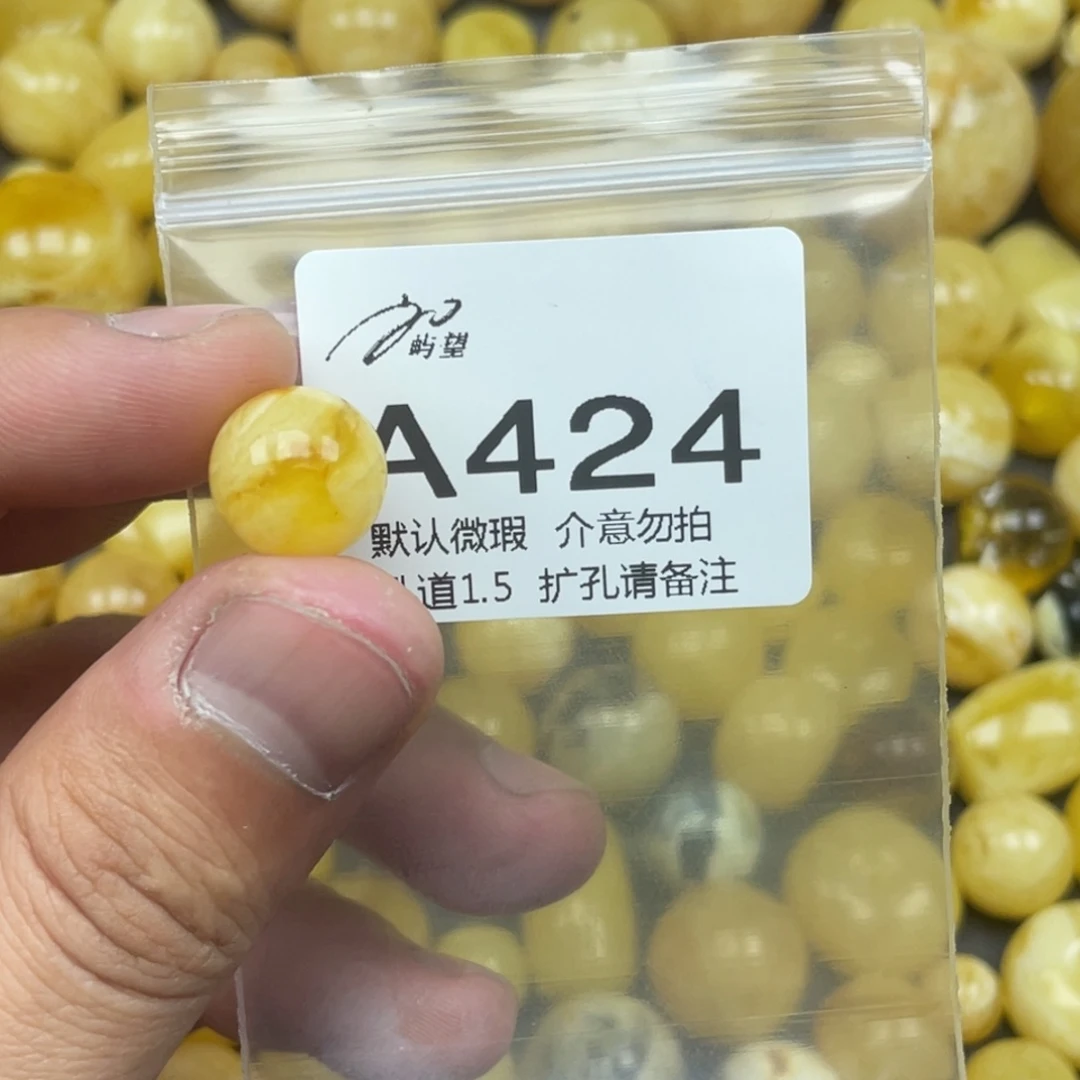 屿望
A424
默认微瑕 介意勿拍
道1.5 扩孔请备注